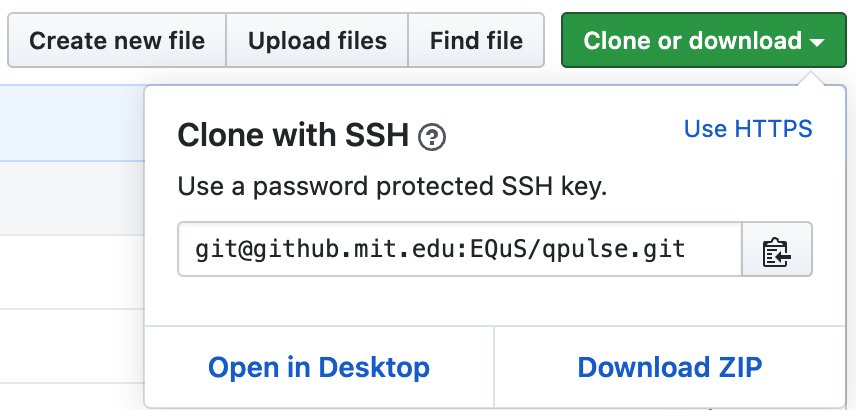 Create new file Upload files Find file Clone or download
Clone with SSH ? Use HTTPS
Use a password protected SSH key.
git@github.mit.edu:EQuS/qpulse.git
Open in Desktop Download ZIP